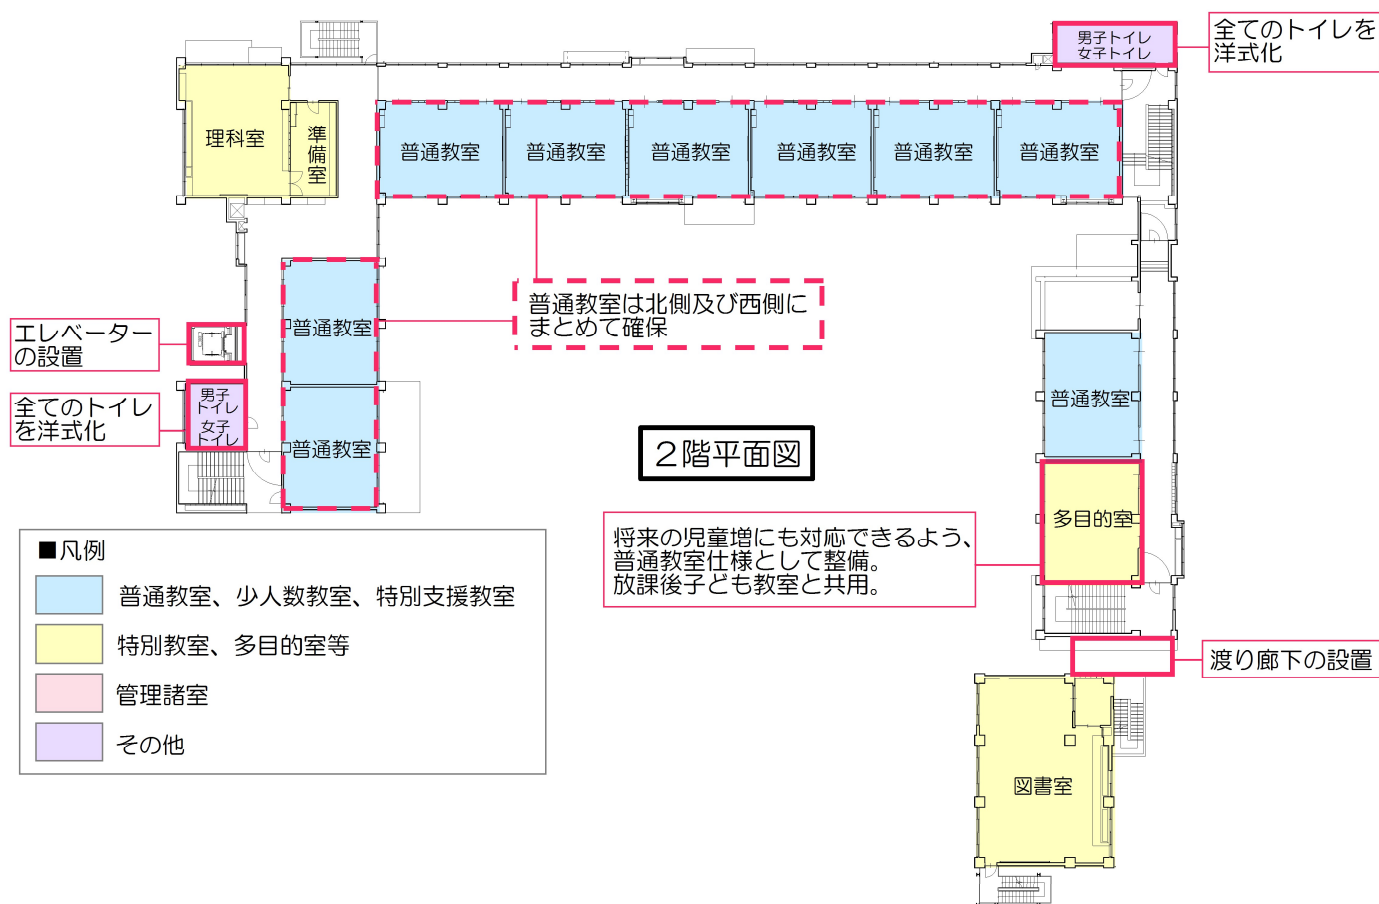 男子トイレ
女子トイレ
全てのトイレを
洋式化
理科室
準備室
普通教室
普通教室
普通教室
普通教室
普通教室
普通教室
普通教室は北側及び西側に
まとめて確保
エレベーター
の設置
普通教室
全てのトイレ
を洋式化
男子
トイレ
女子
トイレ
普通教室
普通教室
2階平面図
多目的室
将来の児童増にも対応できるよう、
普通教室仕様として整備。
放課後子ども教室と共用。
■凡例
普通教室、少人数教室、特別支援教室
特別教室、多目的室等
管理諸室
その他
渡り廊下の設置
図書室